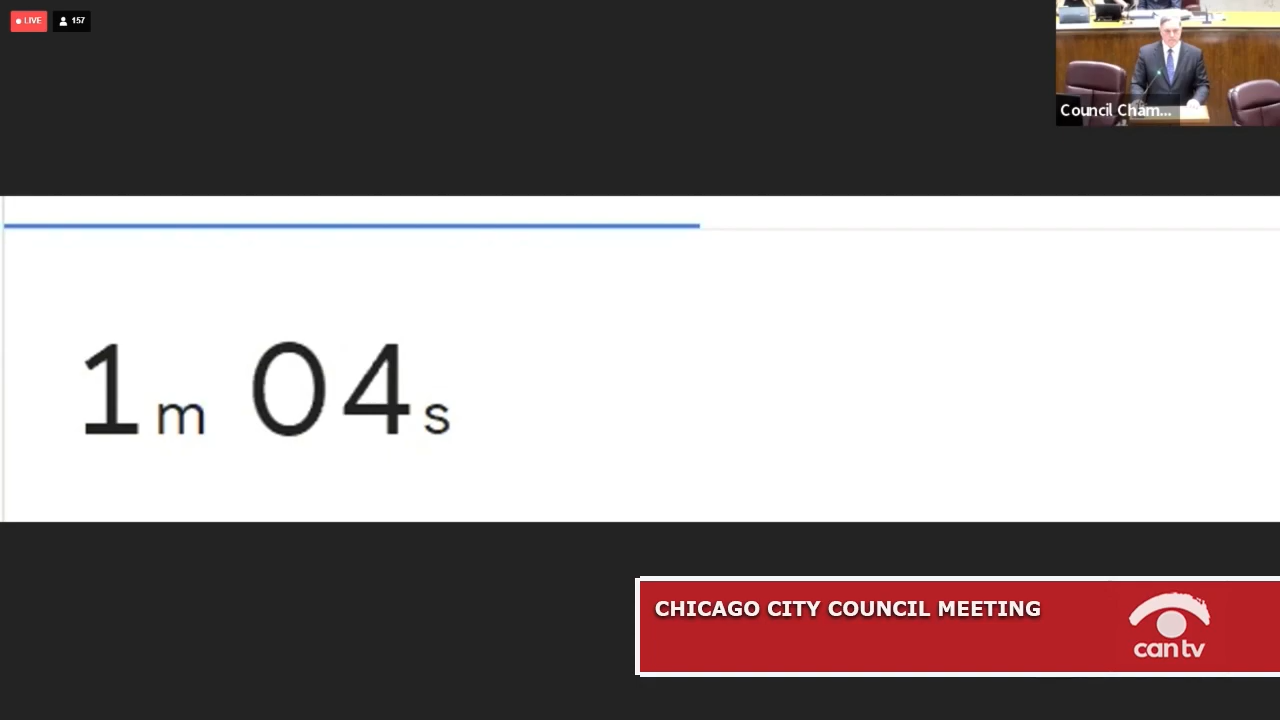 LIVE
157
Council Cham...
1m 04s
CHICAGO CITY COUNCIL MEETING
can tv